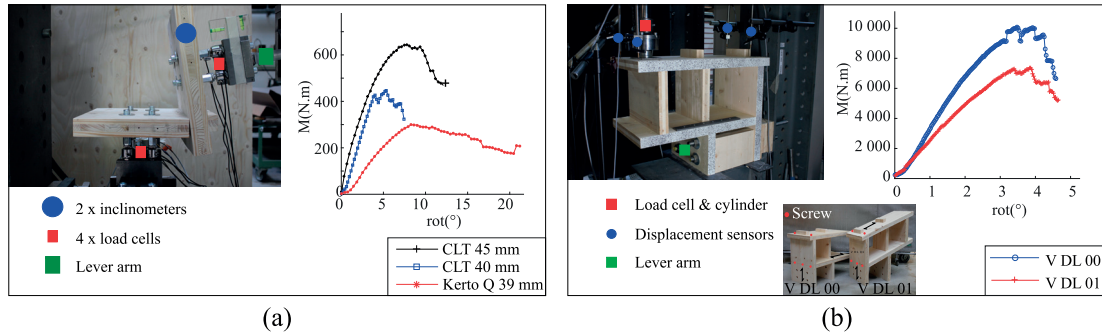 M(N.m)
600
400
200
0
0
5
10
15
20
rot(°)
2 x inclinometers
4 x load cells
Lever arm
CLT 45 mm
CLT 40 mm
Kerto Q 39 mm
(a)
M(N.m)
10 000
8 000
6 000
4 000
2 000
0
0
1
2
3
4
5
rot(°)
Load cell & cylinder
Displacement sensors
Lever arm
Screw
V DL 00
V DL 01
V DL 00
V DL 01
(b)